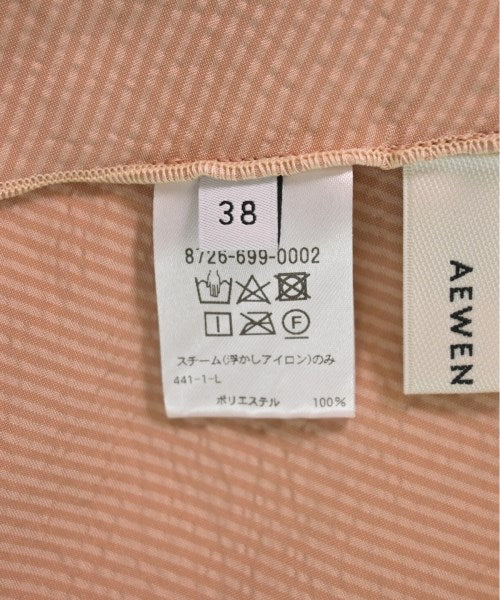 38
8726-699-0002
F
スチーム(浮かしアイロン)のみ
441-1-L
ポリエステル 100%
AEWEN